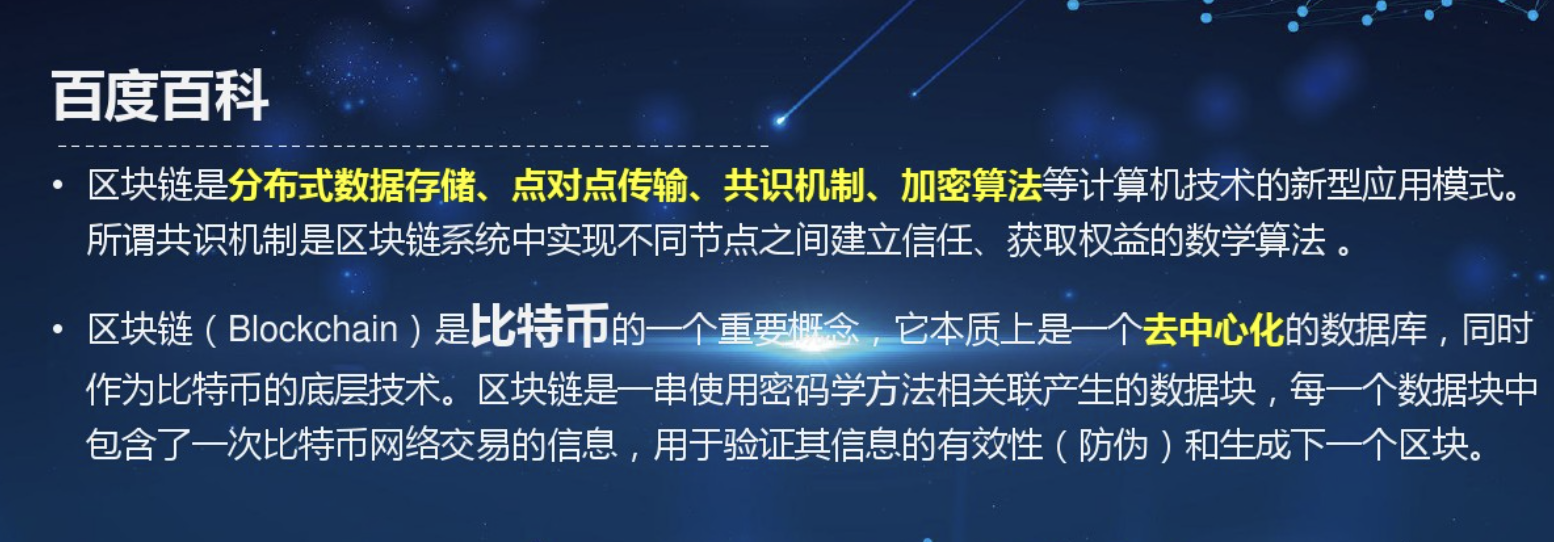 百度百科
• 区块链是分布式数据存储、点对点传输、共识机制、加密算法等计算机技术的新型应用模式。
所谓共识机制是区块链系统中实现不同节点之间建立信任、获取权益的数学算法 。
• 区块链（Blockchain）是比特币的一个重要概念，它本质上是一个去中心化的数据库，同时
作为比特币的底层技术。区块链是一串使用密码学方法相关联产生的数据块，每一个数据块中
包含了一次比特币网络交易的信息，用于验证其信息的有效性（防伪）和生成下一个区块。